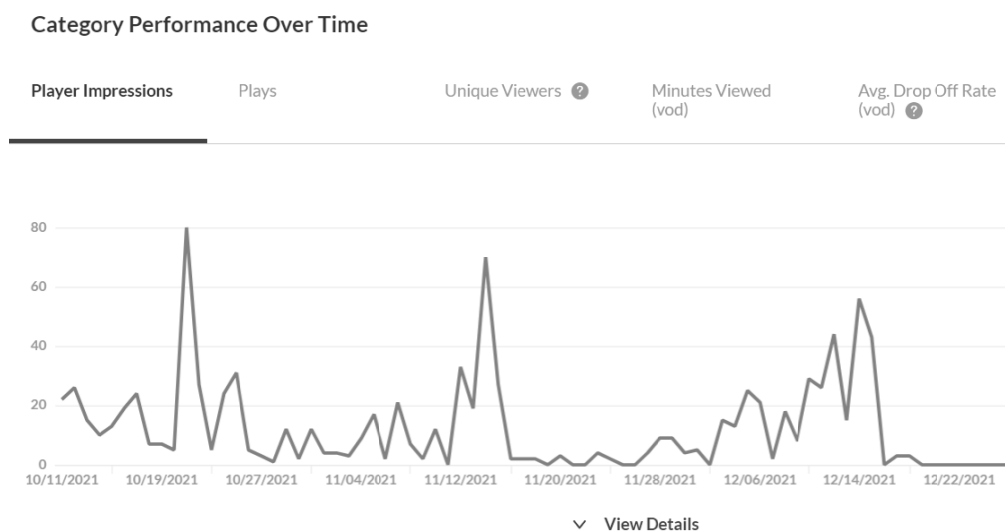 Category Performance Over Time
Player Impressions
Plays
Unique Viewers ?
Minutes Viewed
(vod)
Avg. Drop Off Rate
(vod) ?
80
60
40
20
0
10/11/2021 10/19/2021 10/27/2021 11/04/2021 11/12/2021 11/20/2021 11/28/2021 12/06/2021 12/14/2021 12/22/2021
View Details